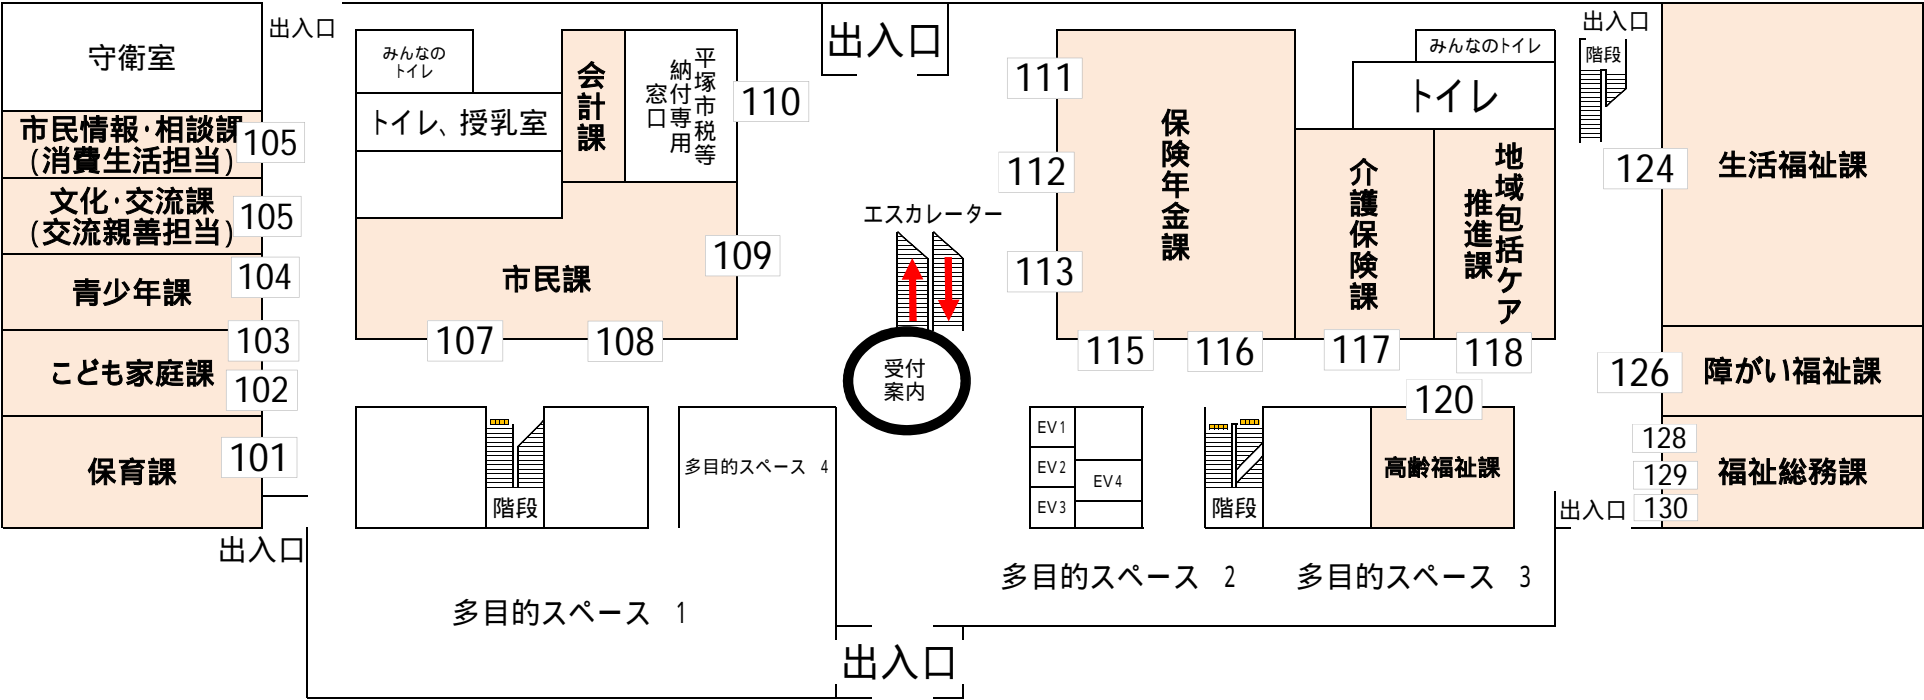 守衛室
出入口
市民情報・相談課
(消費生活担当)
105
文化・交流課
(交流親善担当)
105
青少年課
104
103
こども家庭課
102
保育課
101
出入口
みんなの
トイレ
トイレ、授乳室
会計課
平塚市税等
納付専用
窓口
110
市民課
109
107
108
出入口
エスカレーター
受付
案内
階段
多目的スペース 4
多目的スペース 1
出入口
111
112
113
保険年金課
115
116
みんなのトイレ
トイレ
介護保険課
117
地域包括ケア
推進課
118
EV1
EV2
EV3
EV4
階段
120
高齢福祉課
多目的スペース 2
多目的スペース 3
出入口
階段
124
生活福祉課
126
障がい福祉課
128
129
130
福祉総務課
出入口